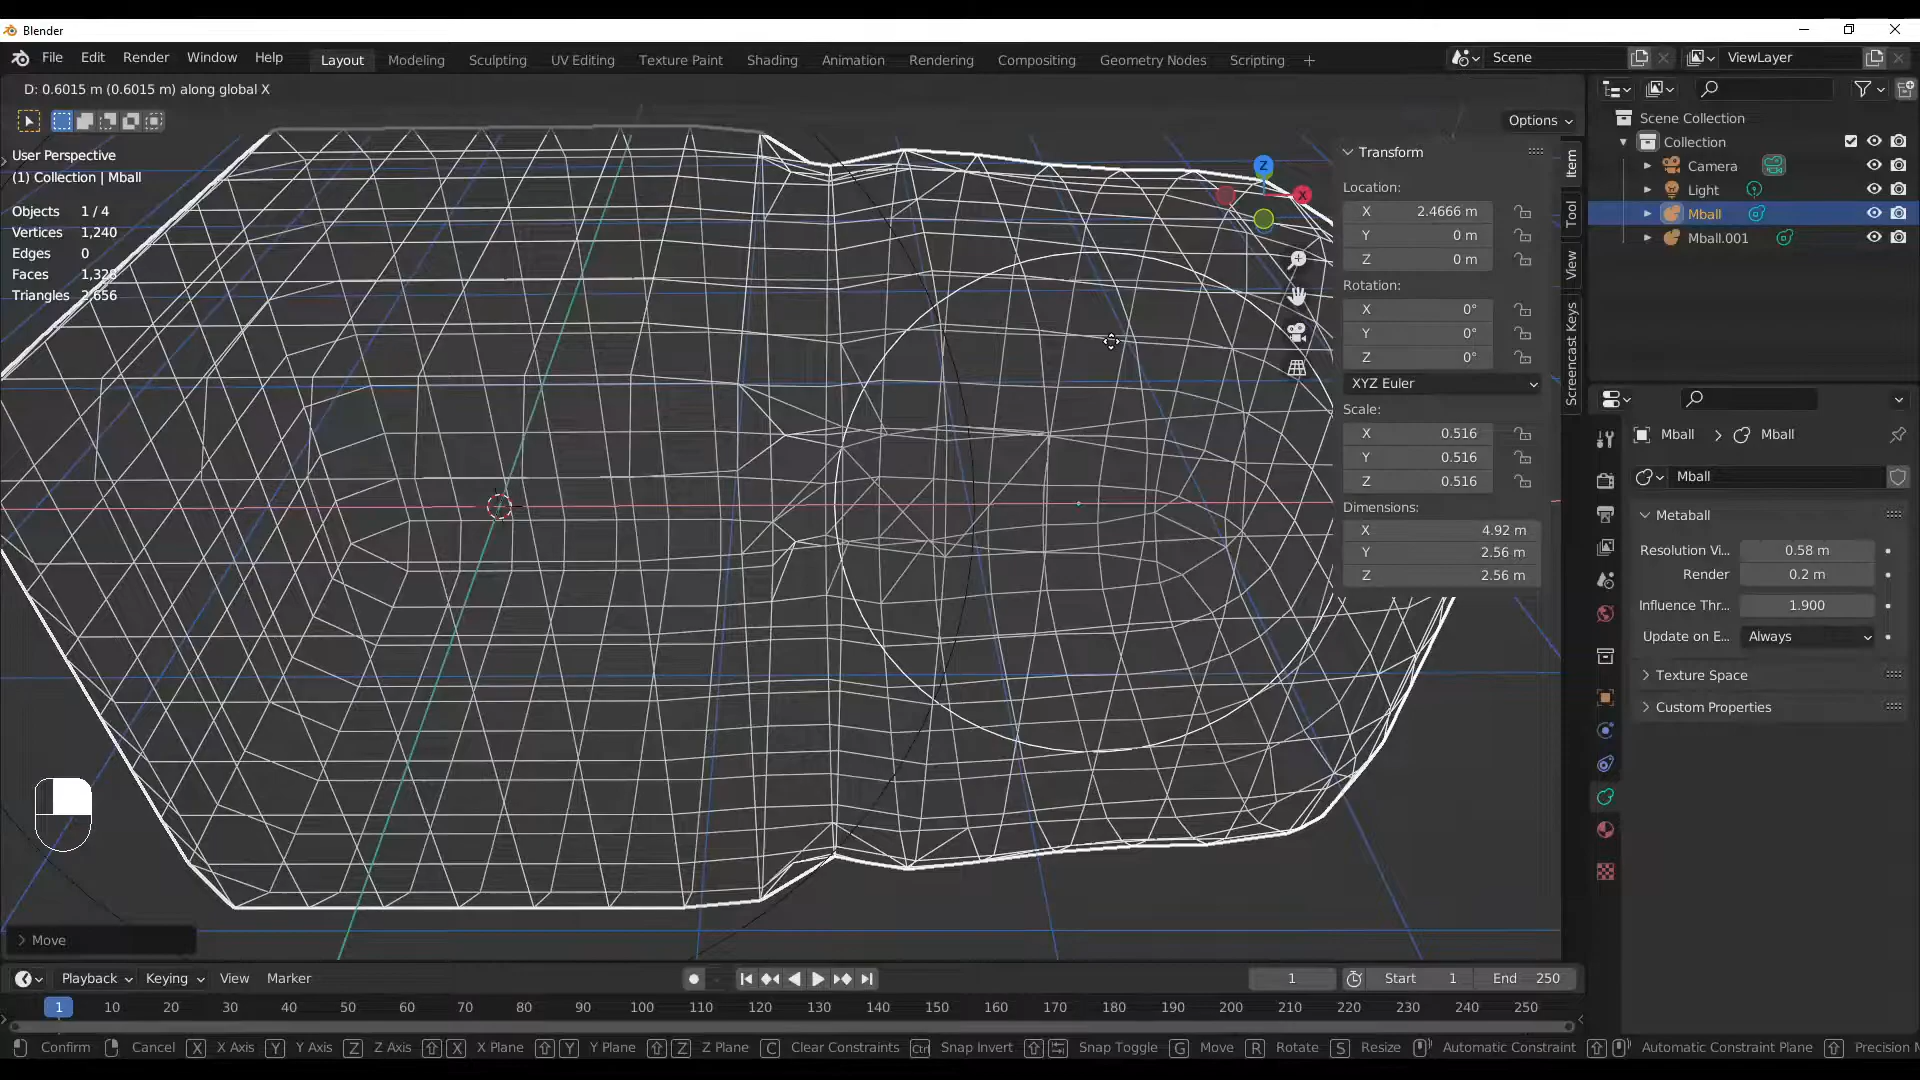 Blender
File Edit Render Window Help Layout Modeling Sculpting UV Editing Texture Paint Shading Animation Rendering Compositing Geometry Nodes Scripting + Scene ViewLayer
D: 0.6015 m (0.6015 m) along global X
Options
User Perspective
(1) Collection | Mball
Objects 1 / 4
Vertices 1,240
Edges 0
Faces 1,328
Triangles 2,656
Z
X
Transform
Location:
X 2.4666 m
Y 0 m
Z 0 m
Rotation:
X 0°
Y 0°
Z 0°
XYZ Euler
Scale:
X 0.516
Y 0.516
Z 0.516
Dimensions:
X 4.92 m
Y 2.56 m
Z 2.56 m
Item
Tool
View
Screencast Keys
Scene Collection
Collection
Camera
Light
Mball
Mball.001
Mball > Mball
Mball
Metaball
Resolution Vi... 0.58 m
Render 0.2 m
Influence Thr... 1.900
Update on E... Always
Texture Space
Custom Properties
Move
Playback Keying View Marker 1 Start 1 End 250
1 10 20 30 40 50 60 70 80 90 100 110 120 130 140 150 160 170 180 190 200 210 220 230 240 250
Confirm Cancel X X Axis Y Y Axis Z Z Axis X X Plane Y Y Plane Z Z Plane C Clear Constraints Ctrl Snap Invert Snap Toggle G Move R Rotate S Resize Automatic Constraint Automatic Constraint Plane Precision M